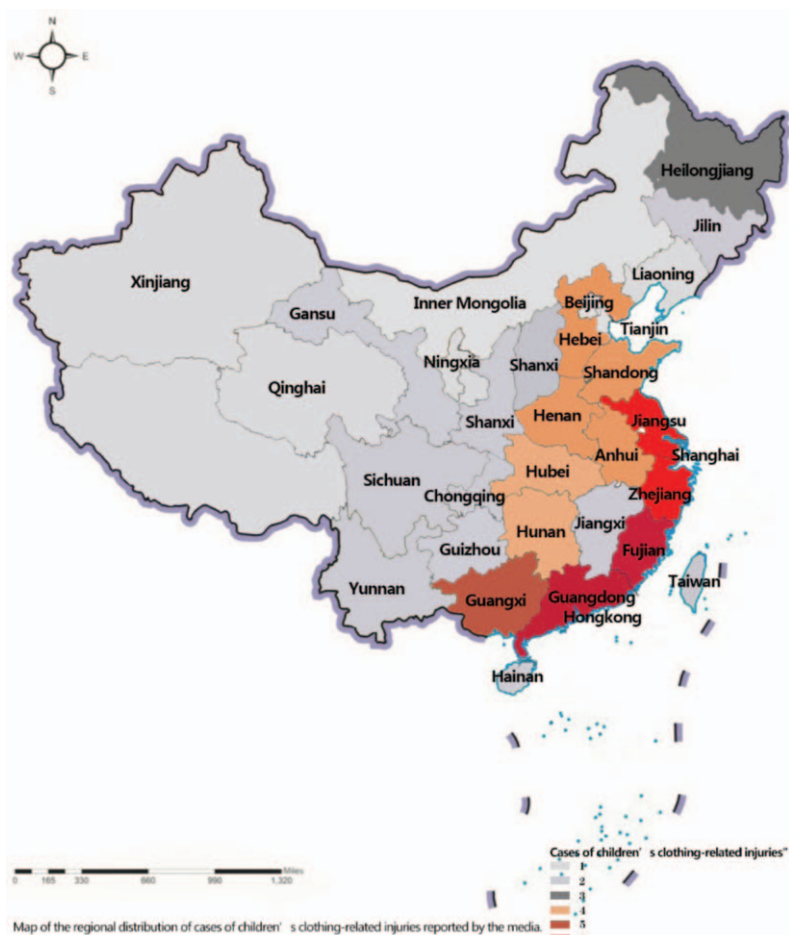 N
W E
S
Heilongjiang
Jilin
Xinjiang
Liaoning
Inner Mongolia
Beijing
Gansu
Tianjin
Hebei
Ningxia
Shanxi
Shandong
Qinghai
Henan
Jiangsu
Shanxi
Anhui
Shanghai
Hubei
Sichuan
Zhejiang
Chongqing
Jiangxi
Hunan
Guizhou
Fujian
Taiwan
Yunnan
Guangxi
Guangdong
Hongkong
Hainan
Cases of children' s clothing-related injuries"
1
2
3
4
5
Miles
0 165 330 660 990 1,320
Map of the regional distribution of cases of children' s clothing-related injuries reported by the media.